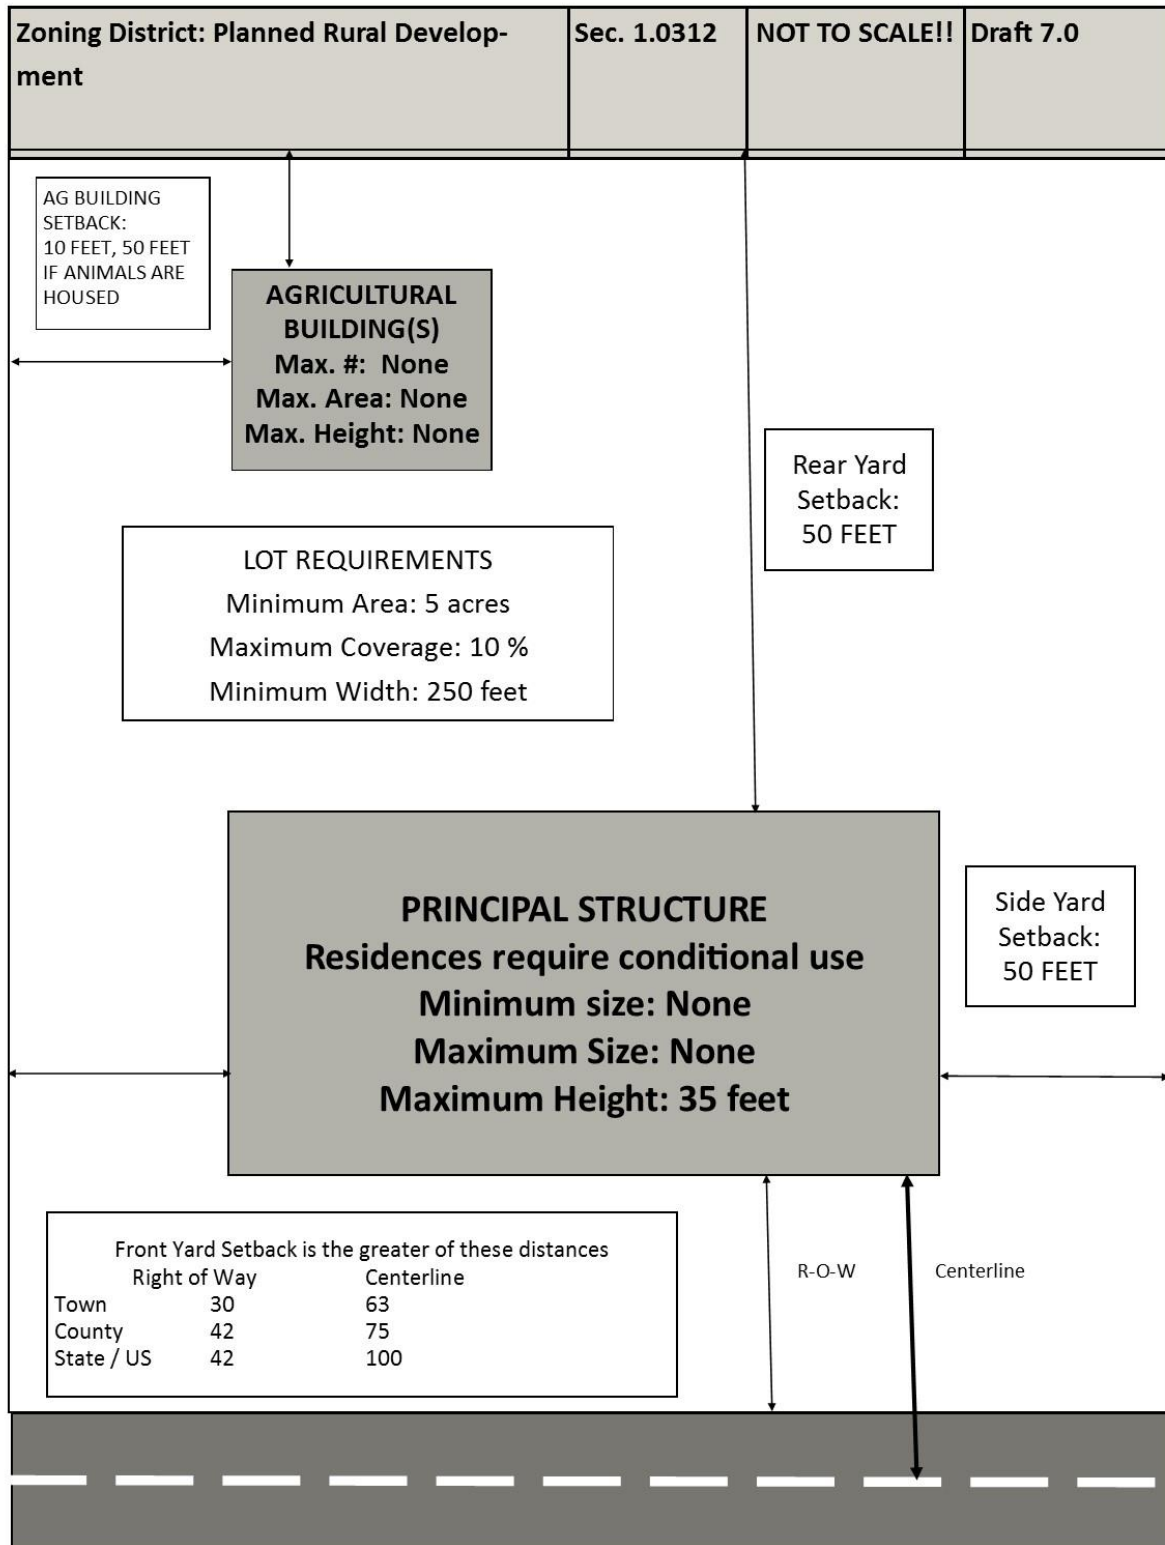 Zoning District: Planned Rural Develop-
ment
Sec. 1.0312
NOT TO SCALE!!
Draft 7.0
AG BUILDING
SETBACK:
10 FEET, 50 FEET
IF ANIMALS ARE
HOUSED
AGRICULTURAL
BUILDING(S)
Max. #: None
Max. Area: None
Max. Height: None
Rear Yard
Setback:
50 FEET
LOT REQUIREMENTS
Minimum Area: 5 acres
Maximum Coverage: 10 %
Minimum Width: 250 feet
PRINCIPAL STRUCTURE
Residences require conditional use
Minimum size: None
Maximum Size: None
Maximum Height: 35 feet
Side Yard
Setback:
50 FEET
Front Yard Setback is the greater of these distances
Right of Way Centerline
Town 30 63
County 42 75
State / US 42 100
R-O-W
Centerline